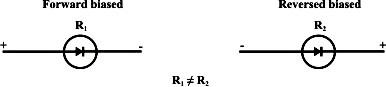 Forward biased
Reversed biased
R₁
R₂
+
-
-
+
R₁ ≠ R₂